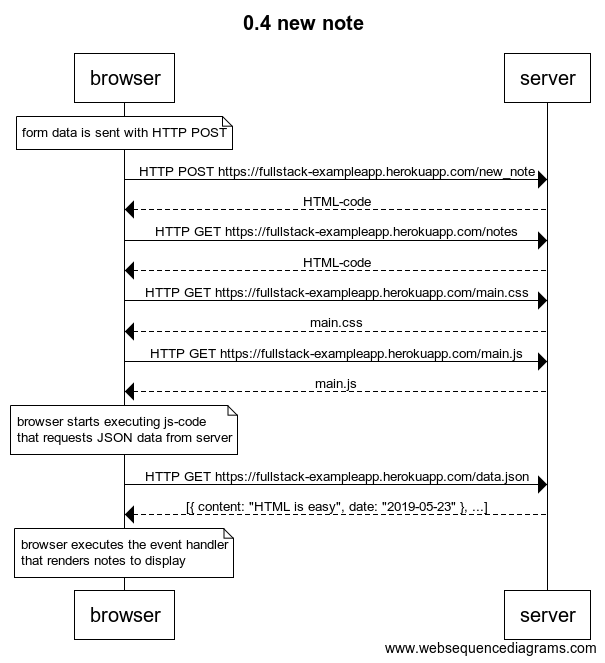 0.4 new note
browser
server
form data is sent with HTTP POST
HTTP POST https://fullstack-exampleapp.herokuapp.com/new_note
HTML-code
HTTP GET https://fullstack-exampleapp.herokuapp.com/notes
HTML-code
HTTP GET https://fullstack-exampleapp.herokuapp.com/main.css
main.css
HTTP GET https://fullstack-exampleapp.herokuapp.com/main.js
main.js
browser starts executing js-code
that requests JSON data from server
HTTP GET https://fullstack-exampleapp.herokuapp.com/data.json
[{ content: "HTML is easy", date: "2019-05-23" }, ...]
browser executes the event handler
that renders notes to display
browser
server
www.websequencediagrams.com